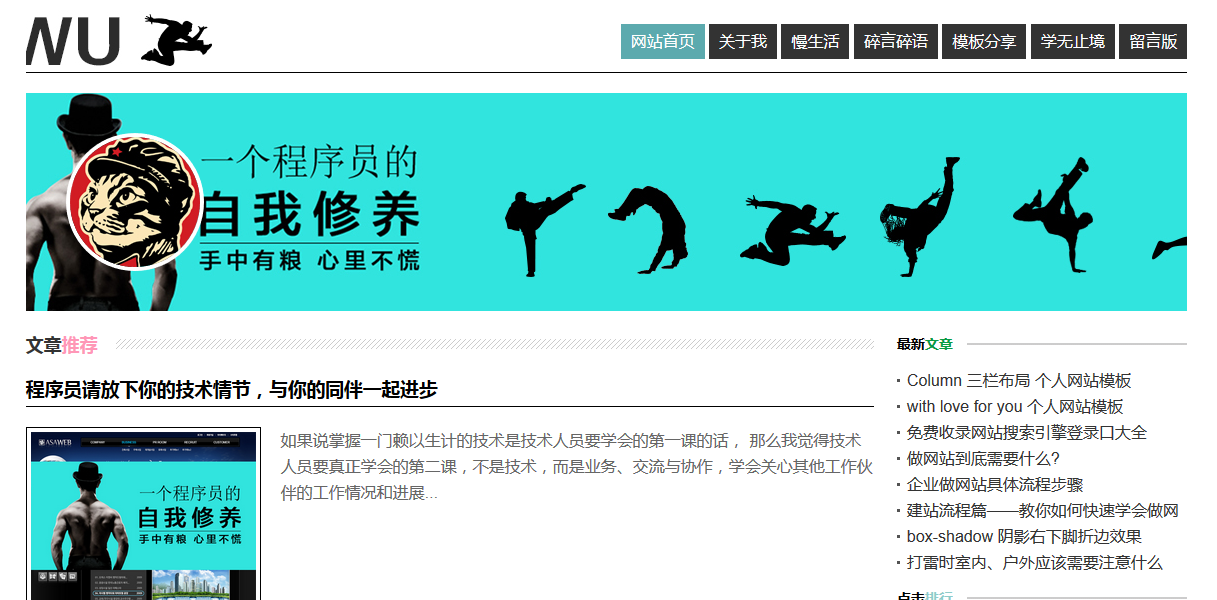 WU
网站首页 关于我 慢生活 碎言碎语 模板分享 学无止境 留言版
一个程序员的
自我修养
手中有粮 心里不慌
文章推荐
程序员请放下你的技术情节，与你的同伴一起进步
ASAWEB
一个程序员的
自我修养
手中有粮 心里不慌
如果说掌握一门赖以生计的技术是技术人员要学会的第一课的话， 那么我觉得技术
人员要真正学会的第二课，不是技术，而是业务、交流与协作，学会关心其他工作伙
伴的工作情况和进展...
最新文章
Column 三栏布局 个人网站模板
with love for you 个人网站模板
免费收录网站搜索引擎登录口大全
做网站到底需要什么?
企业做网站具体流程步骤
建站流程篇——教你如何快速学会做网
box-shadow 阴影右下脚折边效果
打雷时室内、户外应该需要注意什么
点击排行